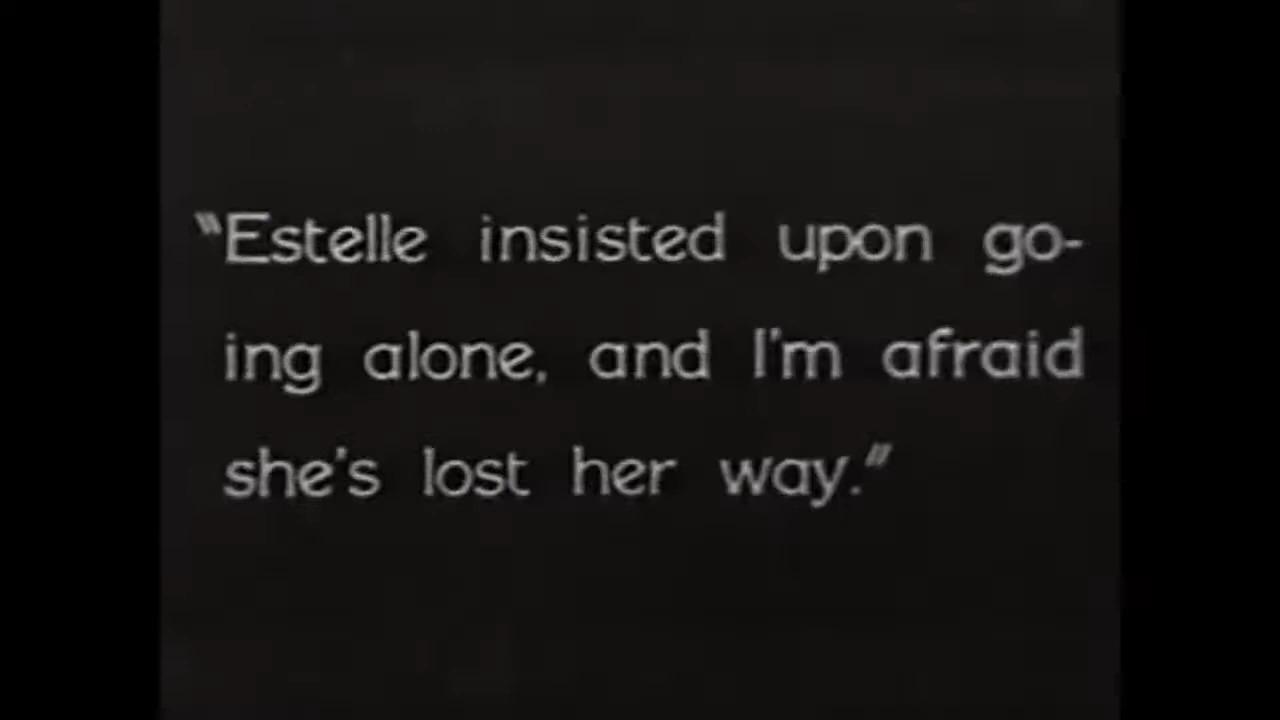 "Estelle insisted upon go-
ing alone, and I'm afraid
she's lost her way."